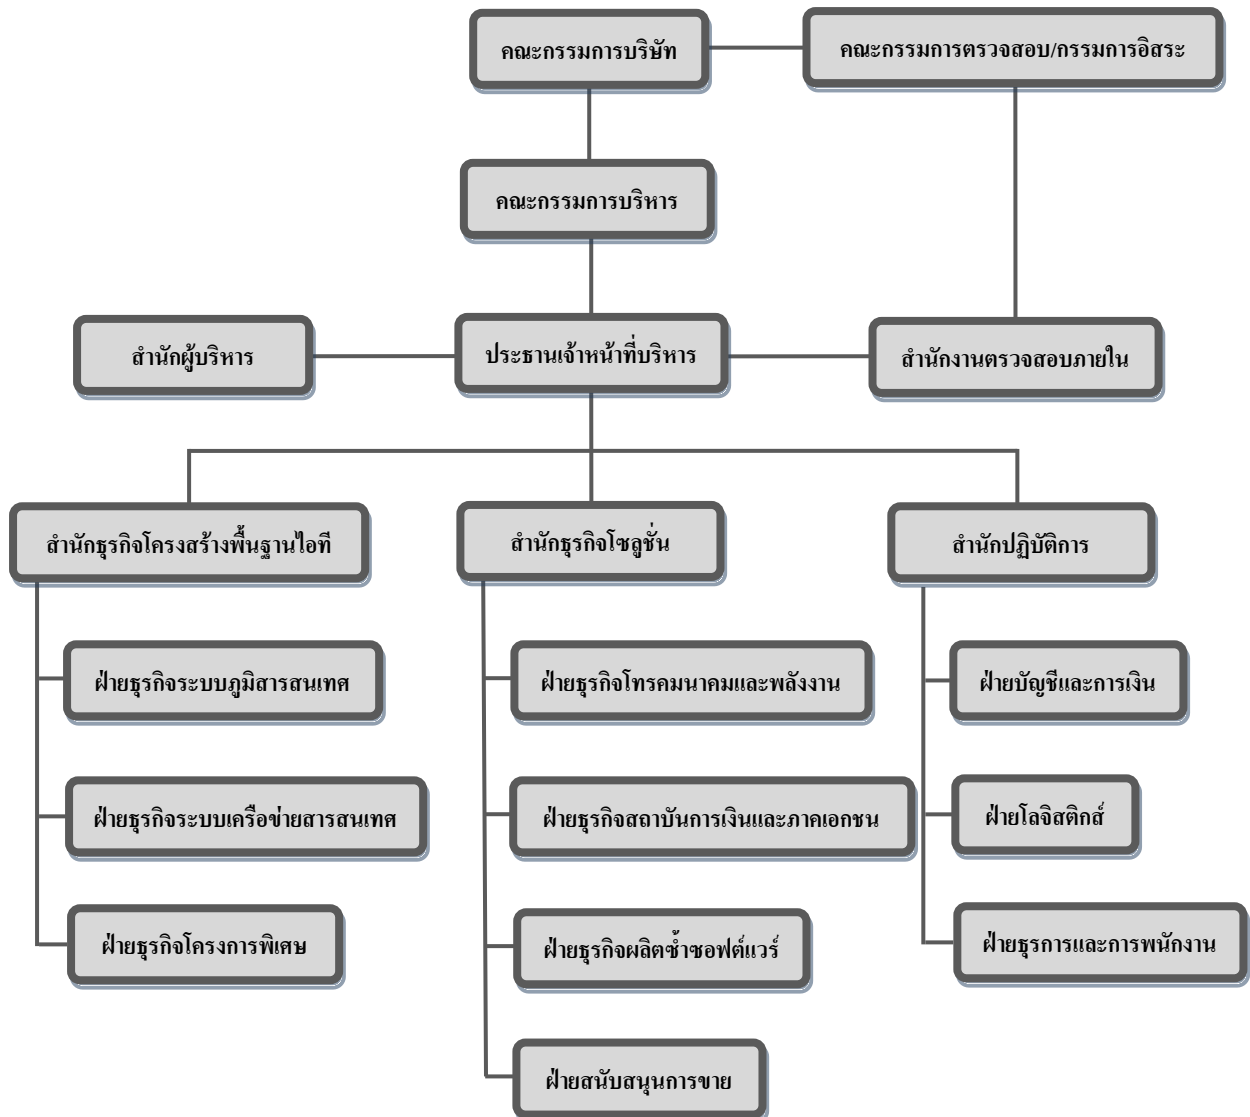 คณะกรรมการบริษัท
คณะกรรมการตรวจสอบ/กรรมการอิสระ
คณะกรรมการบริหาร
สำนักผู้บริหาร
ประธานเจ้าหน้าที่บริหาร
สำนักงานตรวจสอบภายใน
สำนักธุรกิจโครงสร้างพื้นฐานไอที
สำนักธุรกิจโซลูชั่น
สำนักปฏิบัติการ
ฝ่ายธุรกิจระบบภูมิสารสนเทศ
ฝ่ายธุรกิจโทรคมนาคมและพลังงาน
ฝ่ายบัญชีและการเงิน
ฝ่ายธุรกิจระบบเครือข่ายสารสนเทศ
ฝ่ายธุรกิจสถาบันการเงินและภาคเอกชน
ฝ่ายโลจิสติกส์
ฝ่ายธุรกิจโครงการพิเศษ
ฝ่ายธุรกิจผลิตซ้ำซอฟต์แวร์
ฝ่ายธุรการและการพนักงาน
ฝ่ายสนับสนุนการขาย